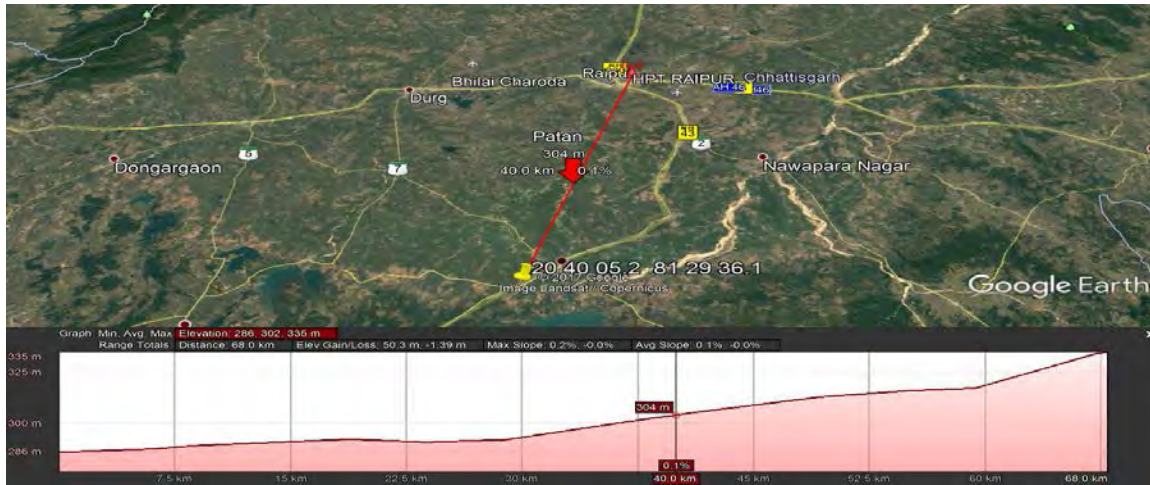 Raipu HPT RAIPUR, Chhattisgarh
Bhilai Charoda
AH 46 46
Durg
43
Patan
2
5
304 m
Dongargaon
7
40.0 km 0.1%
Nawapara Nagar
20 40 05.2, 81 29 36.1
© 2017 Google
Image Landsat / Copernicus
Google Earth
Graph: Min, Avg, Max Elevation: 286, 302, 335 m
Range Totals: Distance: 68.0 km Elev Gain/Loss: 50.3 m, -1.39 m Max Slope: 0.2%, -0.0% Avg Slope: 0.1%, -0.0%
335 m
325 m
304 m
300 m
286 m
0.1%
7.5 km 15 km 22.5 km 30 km 40.0 km 45 km 52.5 km 60 km 68.0 km